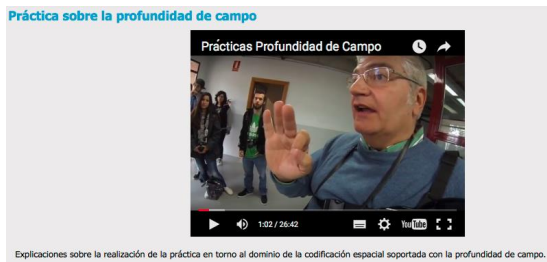 Práctica sobre la profundidad de campo
Prácticas Profundidad de Campo
1:02 / 26:42
YouTube
Explicaciones sobre la realización de la práctica en torno al dominio de la codificación espacial soportada con la profundidad de campo.